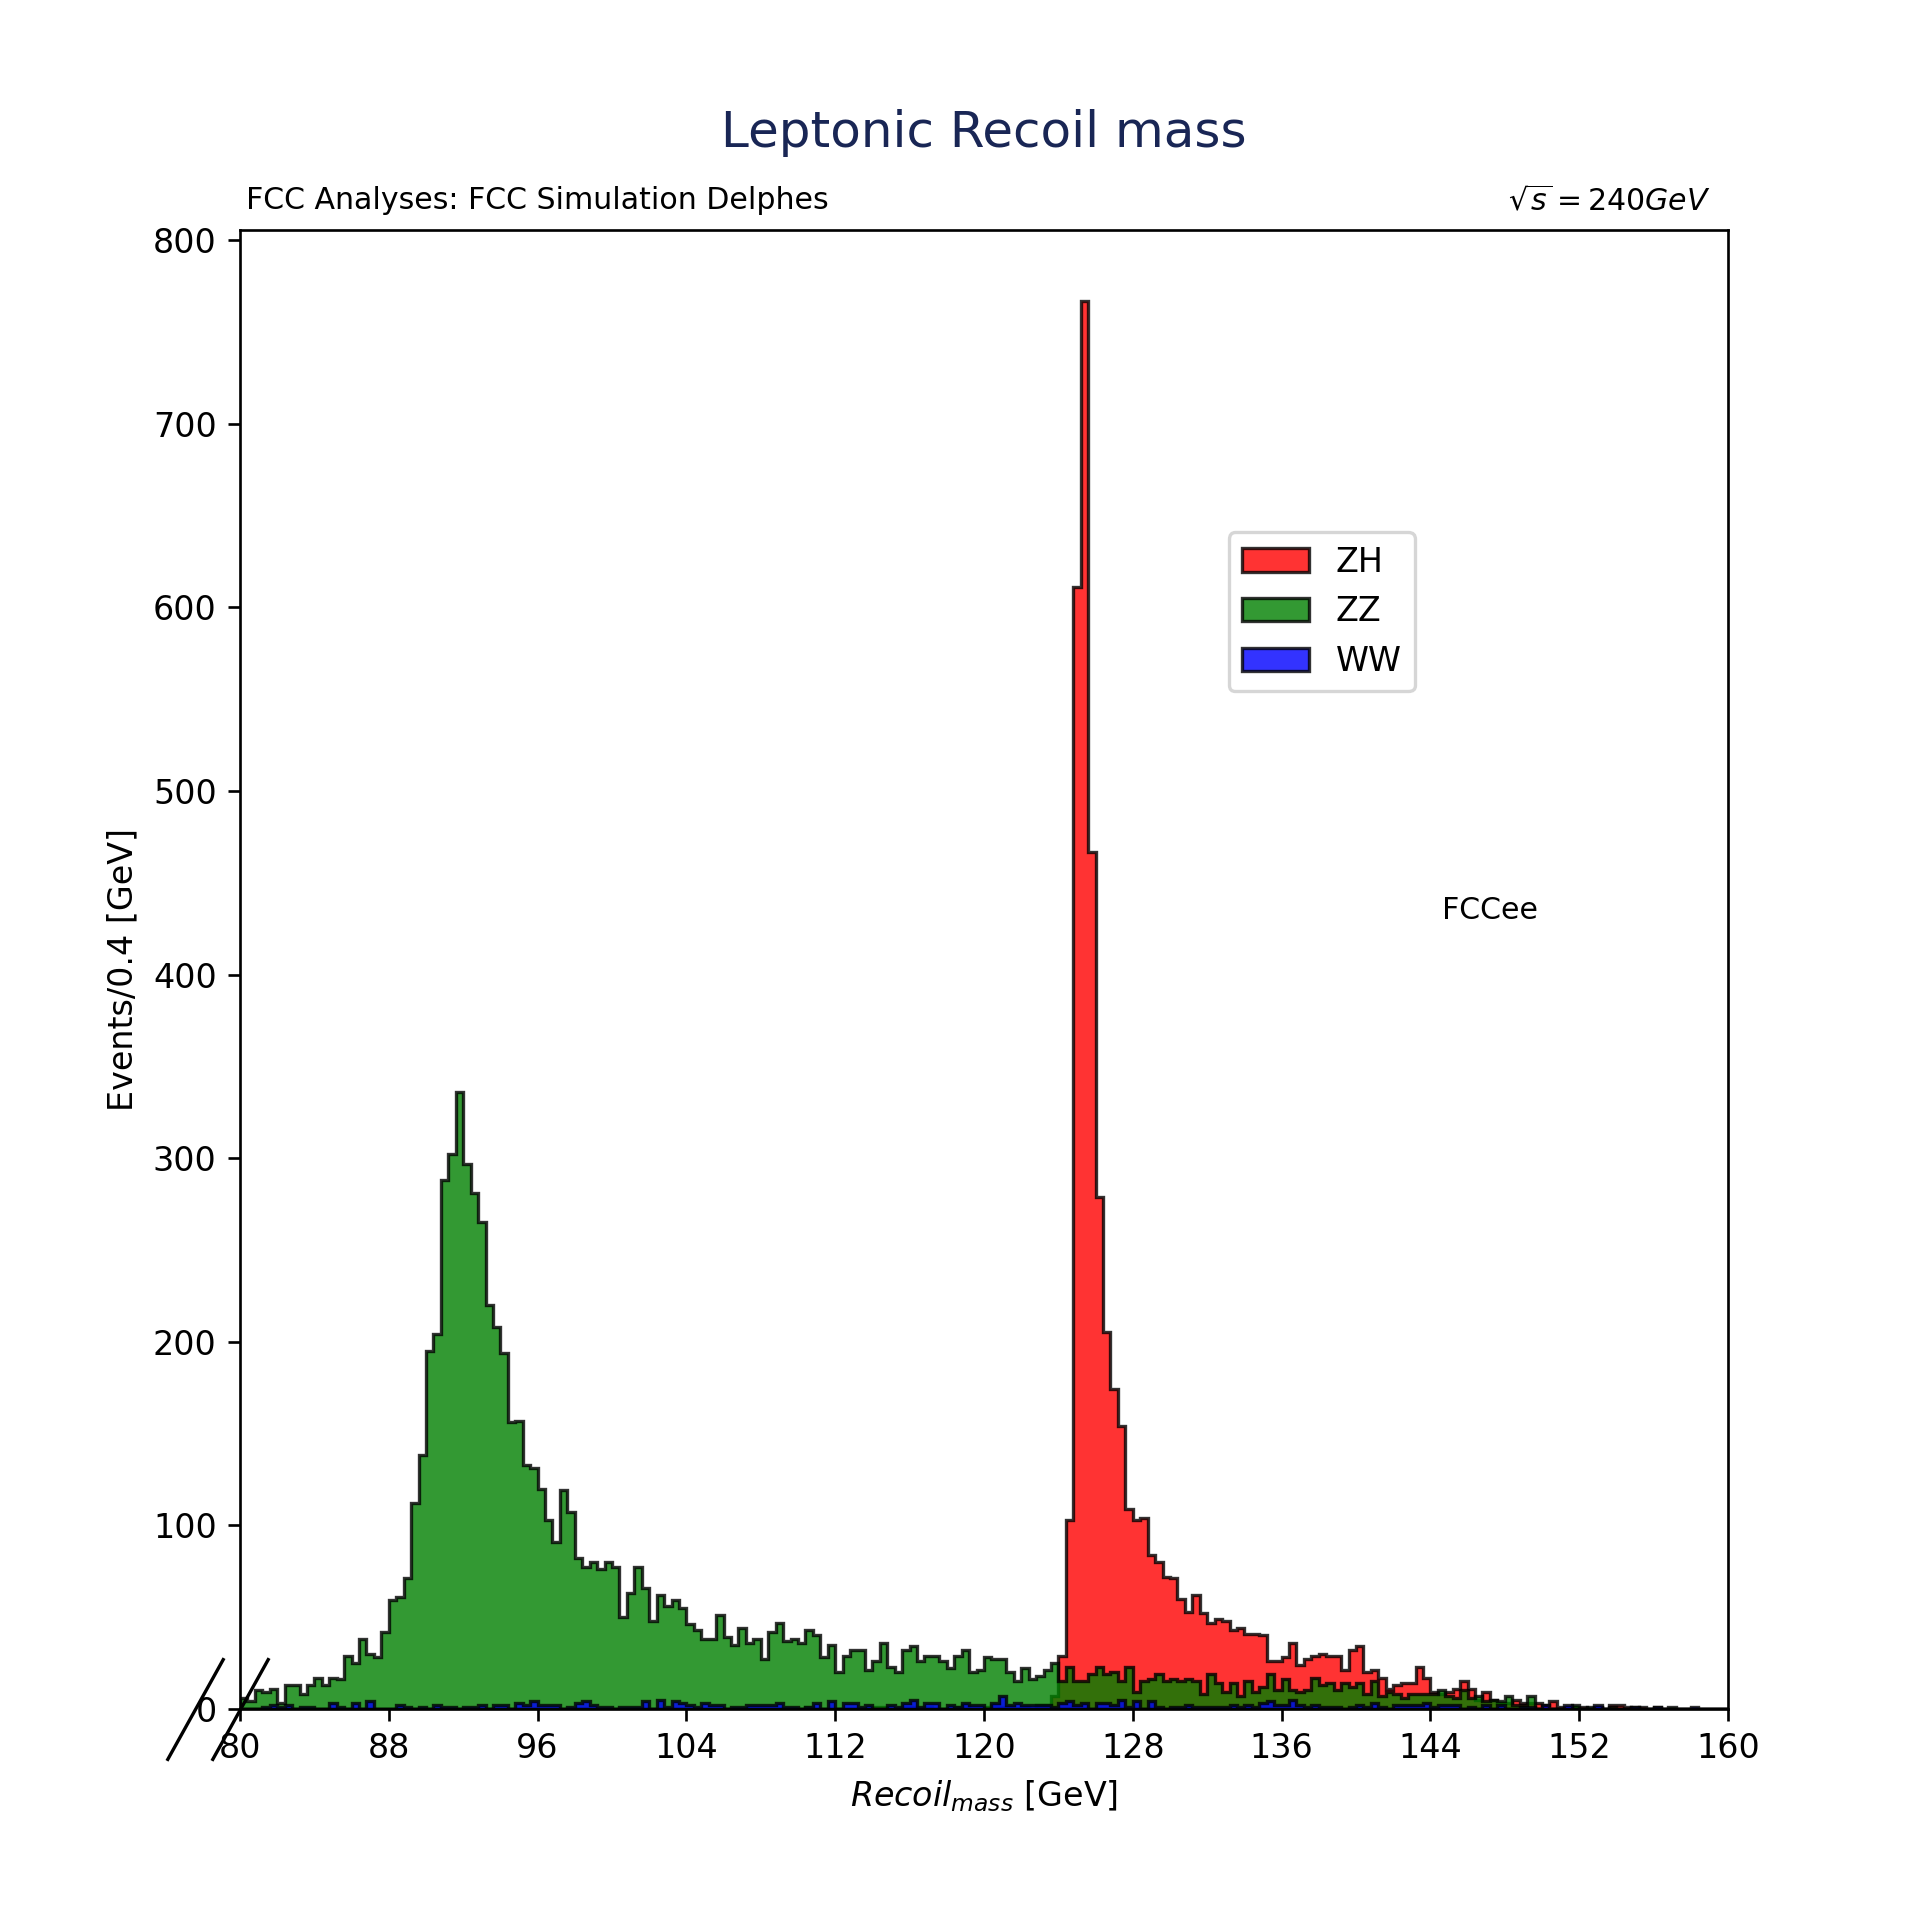 Leptonic Recoil mass
FCC Analyses: FCC Simulation Delphes
√s = 240GeV
800
700
600
500
400
300
200
100
0
Events/0.4 [GeV]
ZH
ZZ
WW
FCCee
80 88 96 104 112 120 128 136 144 152 160
Recoil_mass [GeV]